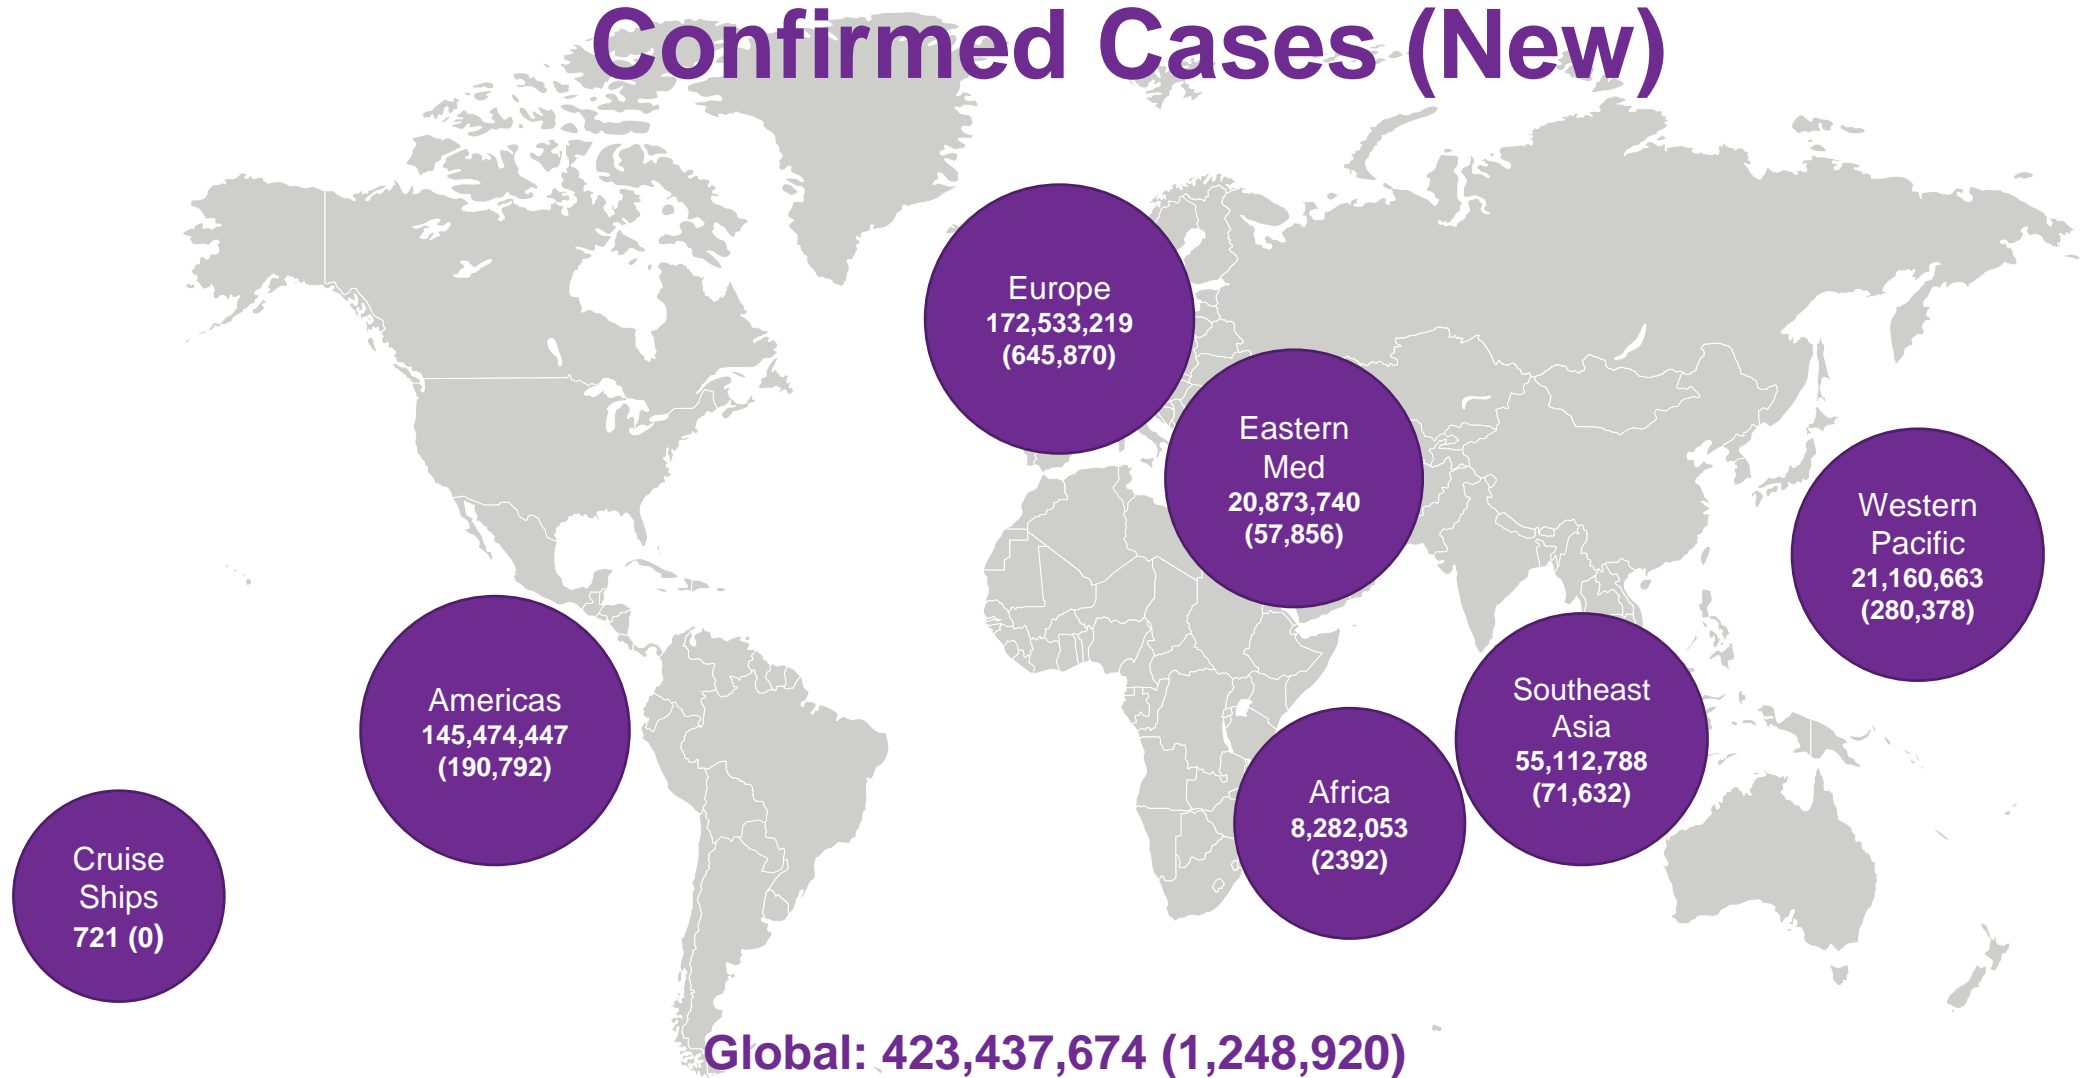 Confirmed Cases (New)
Europe
172,533,219
(645,870)
Eastern
Med
20,873,740
(57,856)
Western
Pacific
21,160,663
(280,378)
Americas
145,474,447
(190,792)
Southeast
Asia
55,112,788
(71,632)
Africa
8,282,053
(2392)
Cruise
Ships
721 (0)
Global: 423,437,674 (1,248,920)